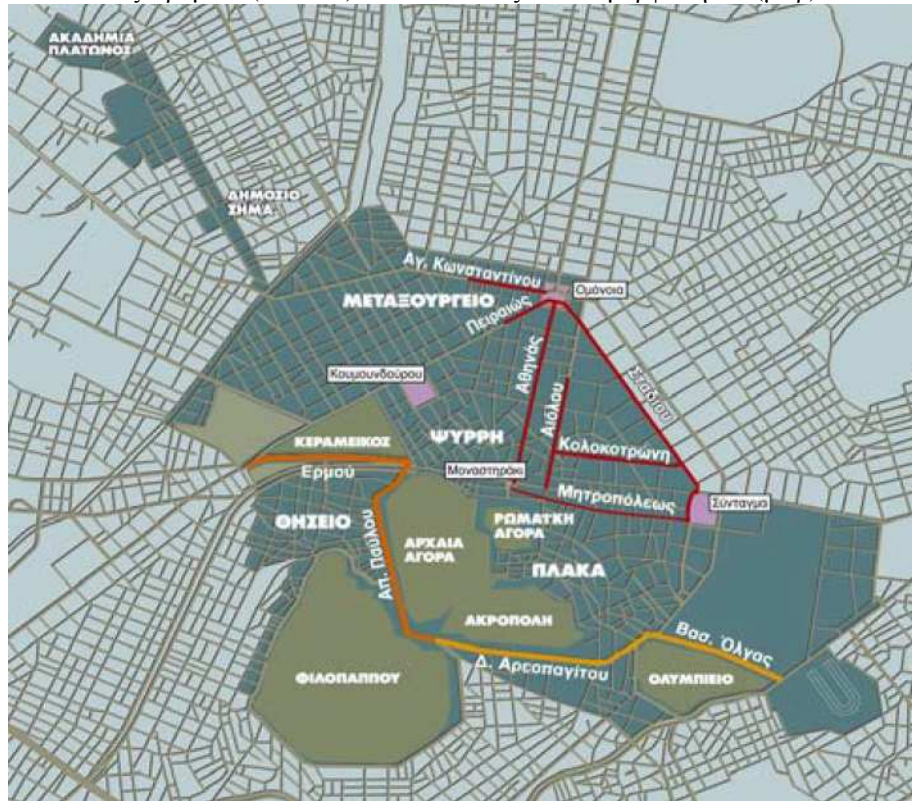 ΑΚΑΔΗΜΙΑ
ΠΛΑΤΩΝΟΣ
ΔΗΜΟΣΙΟ
ΣΗΜΑ
Αγ. Κωνσταντίνου
Ομόνοια
ΜΕΤΑΞΟΥΡΓΕΙΟ
Πειραιώς
Αθηνάς
Σταδίου
Κουμουνδούρου
Αιόλου
ΨΥΡΡΗ
ΚΕΡΑΜΕΙΚΟΣ
Κολοκοτρώνη
Ερμού
Μοναστηράκι
Μητροπόλεως
Σύνταγμα
ΘΗΣΕΙΟ
ΡΩΜΑΪΚΗ
ΑΓΟΡΑ
Απ. Παύλου
ΑΡΧΑΙΑ
ΑΓΟΡΑ
ΠΛΑΚΑ
ΑΚΡΟΠΟΛΗ
Βασ. Όλγας
Δ. Αρεοπαγίτου
ΦΙΛΟΠΑΠΠΟΥ
ΟΛΥΜΠΙΕΙΟ